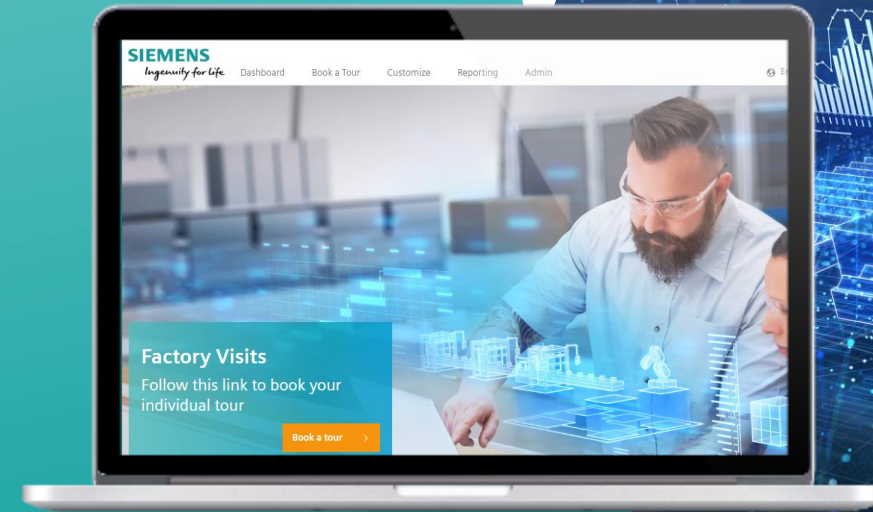 SIEMENS
Ingenuity for life
Dashboard Book a Tour Customize Reporting Admin
Factory Visits
Follow this link to book your
individual tour
Book a tour